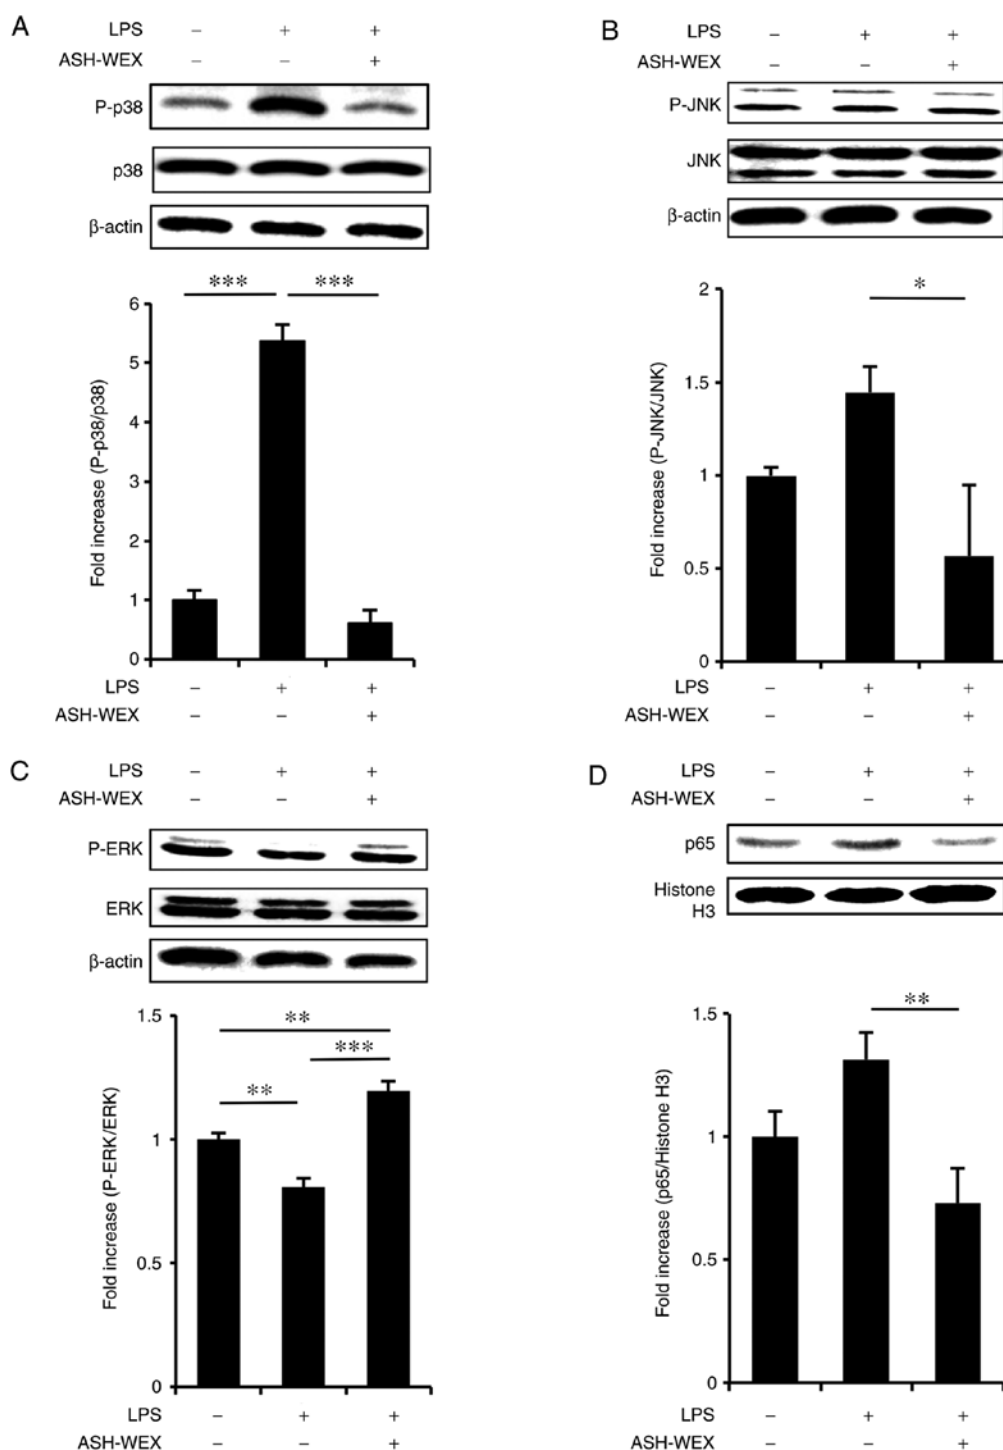 A
LPS – + +
ASH-WEX – – +
P-p38
p38
β-actin
*** ***
Fold increase (P-p38/p38)
6
5
4
3
2
1
0
LPS – + +
ASH-WEX – – +
B
LPS – + +
ASH-WEX – – +
P-JNK
JNK
β-actin
*
Fold increase (P-JNK/JNK)
2
1.5
1
0.5
0
LPS – + +
ASH-WEX – – +
C
LPS – + +
ASH-WEX – – +
P-ERK
ERK
β-actin
**
***
**
Fold increase (P-ERK/ERK)
1.5
1
0.5
0
LPS – + +
ASH-WEX – – +
D
LPS – + +
ASH-WEX – – +
p65
Histone
H3
**
Fold increase (p65/Histone H3)
1.5
1
0.5
0
LPS – + +
ASH-WEX – – +